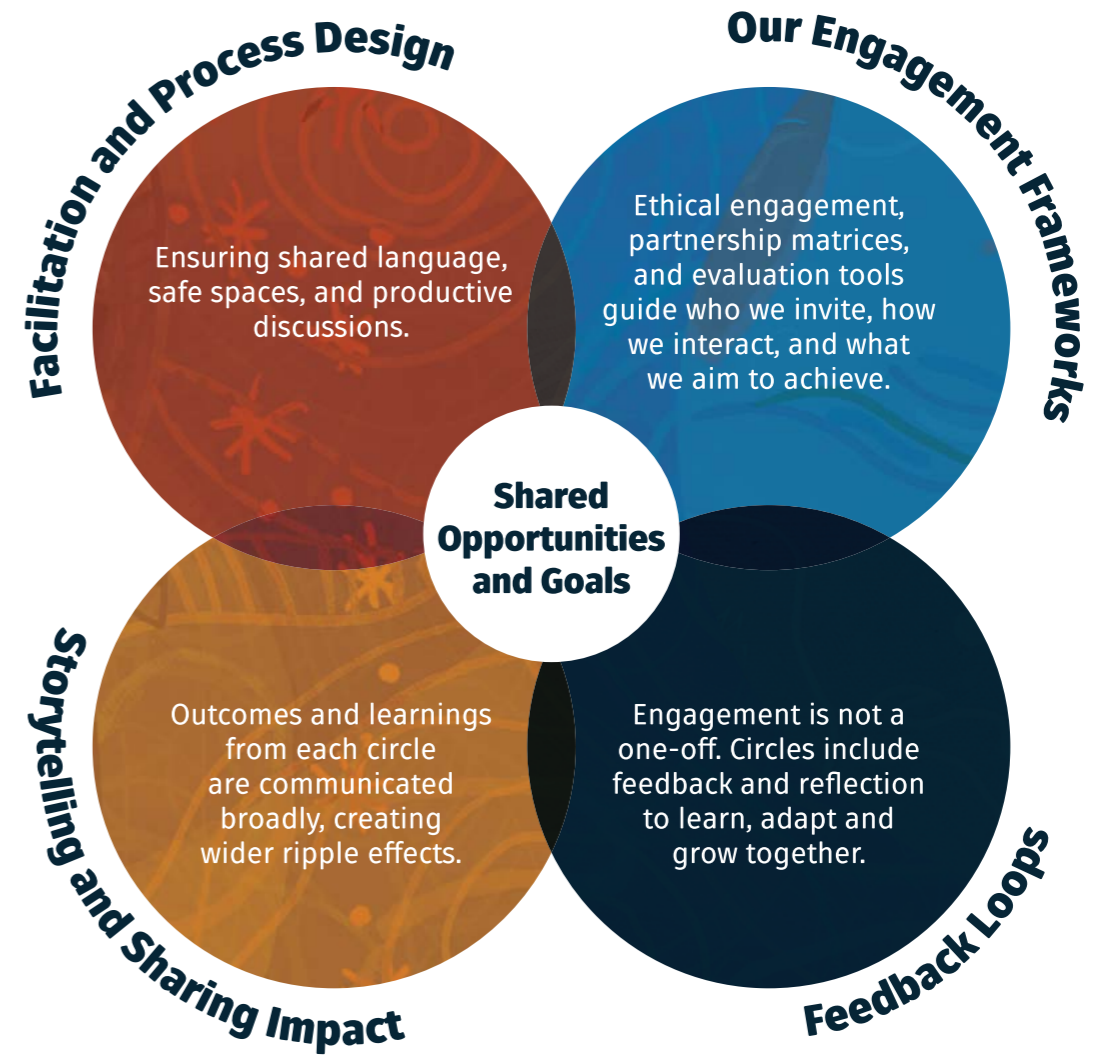 Facilitation and Process Design
Ensuring shared language,
safe spaces, and productive
discussions.
Our Engagement Frameworks
Ethical engagement,
partnership matrices,
and evaluation tools
guide who we invite, how
we interact, and what
we aim to achieve.
Shared
Opportunities
and Goals
Storytelling and Sharing Impact
Outcomes and learnings
from each circle
are communicated
broadly, creating
wider ripple effects.
Feedback Loops
Engagement is not a
one-off. Circles include
feedback and reflection
to learn, adapt and
grow together.